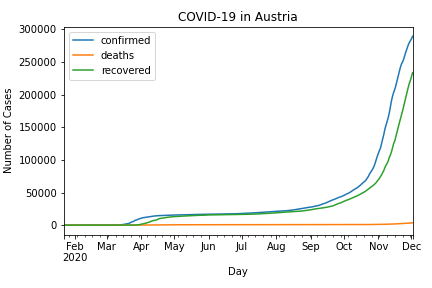 COVID-19 in Austria
confirmed
deaths
recovered
Number of Cases
300000
250000
200000
150000
100000
50000
0
Feb Mar Apr May Jun Jul Aug Sep Oct Nov Dec
2020
Day